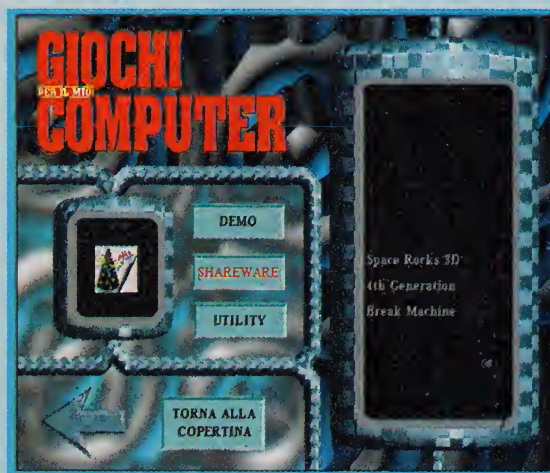 GIOCHI
PER IL MIO
COMPUTER
DEMO
SHAREWARE
UTILITY
TORNA ALLA
COPERTINA
Space Rocks 3D
4th Generation
Break Machine